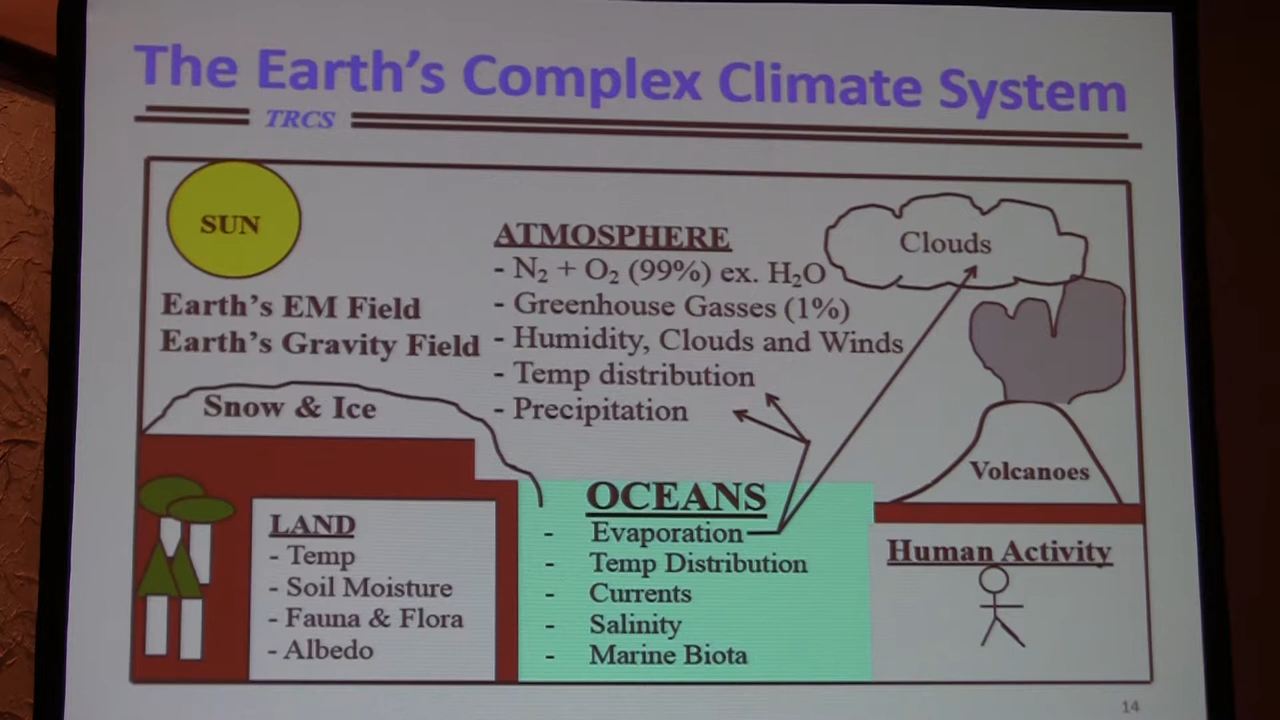 The Earth's Complex Climate System
TRCS
SUN
Earth's EM Field
Earth's Gravity Field
ATMOSPHERE
- N₂ + O₂ (99%) ex. H₂O
- Greenhouse Gasses (1%)
- Humidity, Clouds and Winds
- Temp distribution
- Precipitation
Clouds
Snow & Ice
Volcanoes
LAND
- Temp
- Soil Moisture
- Fauna & Flora
- Albedo
OCEANS
- Evaporation
- Temp Distribution
- Currents
- Salinity
- Marine Biota
Human Activity
14